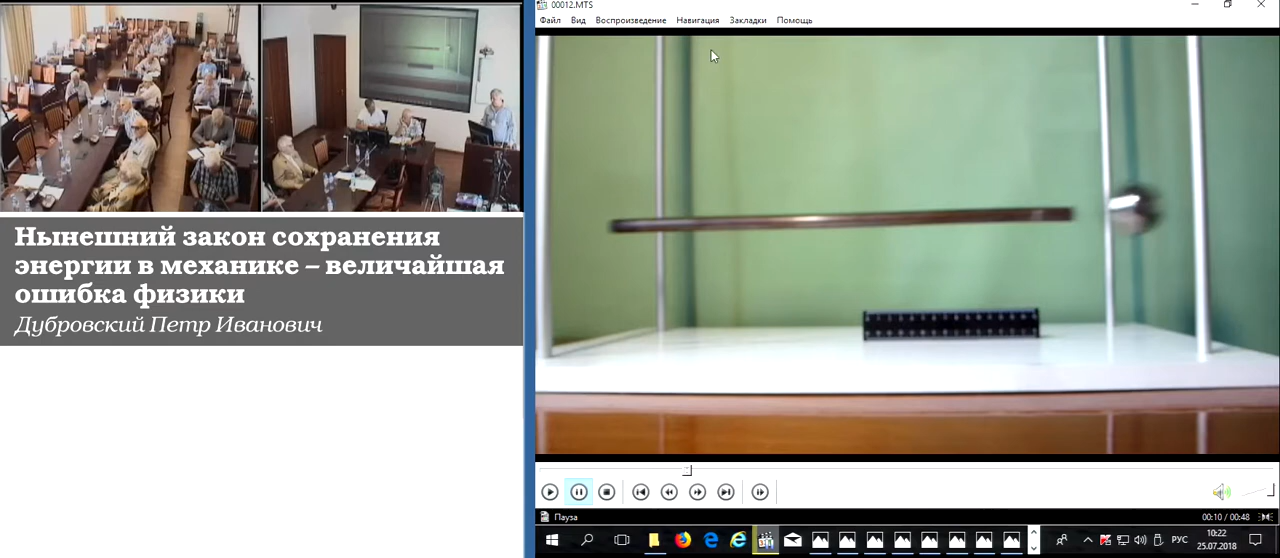 Нынешний закон сохранения
энергии в механике – величайшая
ошибка физики
Дубровский Петр Иванович
00012.MTS
Файл Вид Воспроизведение Навигация Закладки Помощь
Пауза
00:10 / 00:48
РУС
10:22
25.07.2018